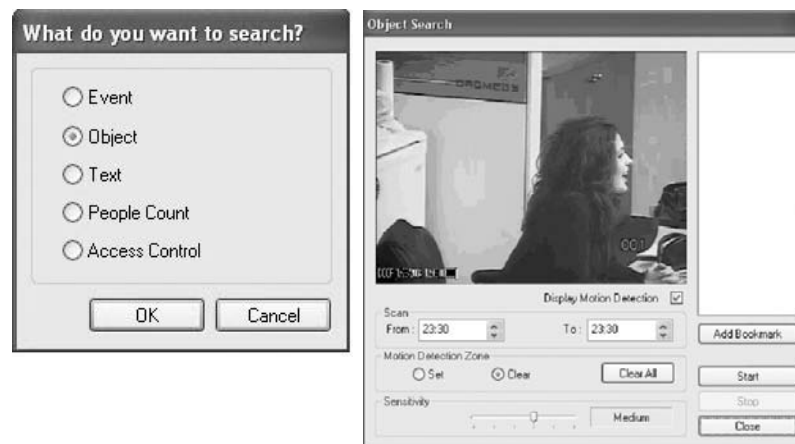 What do you want to search?
Event
Object
Text
People Count
Access Control
OK Cancel
Object Search
DROMEDS
001
Display Motion Detection
Scan
From : 23:30 To : 23:30
Add Bookmark
Motion Detection Zone
Set Clear Clear All
Start
Sensitivity
Medium
Stop
Close